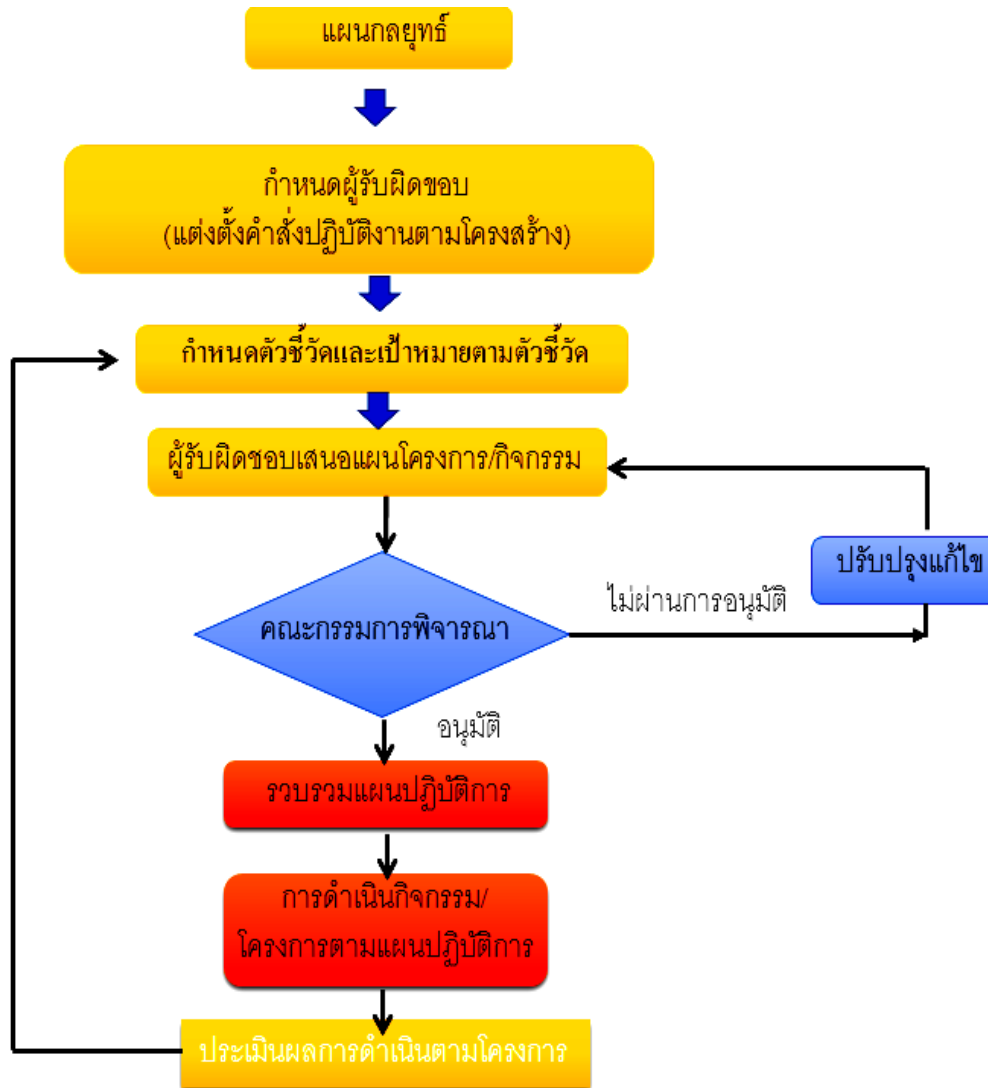 แผนกลยุทธ์
กำหนดผู้รับผิดขอบ
(แต่งตั้งคำสั่งปฏิบัติงานตามโครงสร้าง)
กำหนดตัวชี้วัดและเป้าหมายตามตัวชี้วัด
ผู้รับผิดชอบเสนอแผนโครงการ/กิจกรรม
ปรับปรุงแก้ไข
ไม่ผ่านการอนุมัติ
คณะกรรมการพิจารณา
อนุมัติ
รวบรวมแผนปฏิบัติการ
การดำเนินกิจกรรม/
โครงการตามแผนปฏิบัติการ
ประเมินผลการดำเนินตามโครงการ